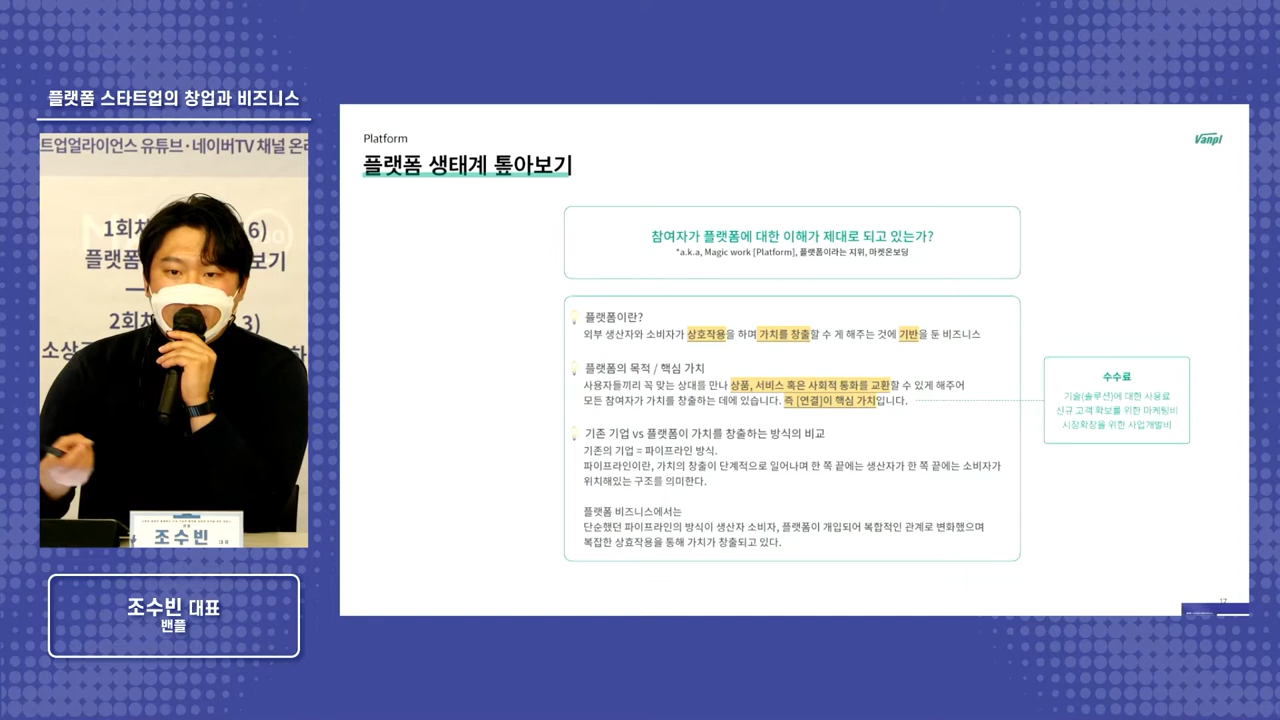 플랫폼 스타트업의 창업과 비즈니스
트업얼라이언스 유튜브·네이버TV 채널 온
1회차
6)
플랫폼
보기
2회차
3)
소상
조수빈 대표
조수빈 대표
밴플
Platform
플랫폼 생태계 톺아보기
Vanpl
참여자가 플랫폼에 대한 이해가 제대로 되고 있는가?
*a.k.a, Magic work [Platform], 플랫폼이라는 지위, 마켓온보딩
플랫폼이란?
외부 생산자와 소비자가 상호작용을 하며 가치를 창출할 수 게 해주는 것에 기반을 둔 비즈니스
플랫폼의 목적 / 핵심 가치
사용자들끼리 꼭 맞는 상대를 만나 상품, 서비스 혹은 사회적 통화를 교환할 수 있게 해주어
모든 참여자가 가치를 창출하는 데에 있습니다. 즉 [연결]이 핵심 가치입니다.
기존 기업 vs 플랫폼이 가치를 창출하는 방식의 비교
기존의 기업 = 파이프라인 방식.
파이프라인이란, 가치의 창출이 단계적으로 일어나며 한 쪽 끝에는 생산자가 한 쪽 끝에는 소비자가
위치해있는 구조를 의미한다.
플랫폼 비즈니스에서는
단순했던 파이프라인의 방식이 생산자 소비자, 플랫폼이 개입되어 복합적인 관계로 변화했으며
복잡한 상효작용을 통해 가치가 창출되고 있다.
수수료
기술(솔루션)에 대한 사용료
신규 고객 확보를 위한 마케팅비
시장확장을 위한 사업개발비
17